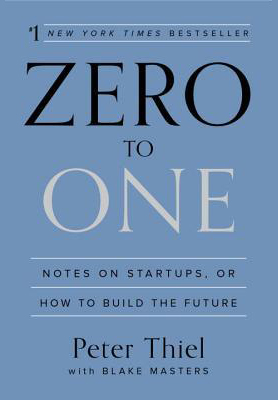 #1 NEW YORK TIMES BESTSELLER
ZERO
TO
ONE
NOTES ON STARTUPS, OR
HOW TO BUILD THE FUTURE
Peter Thiel
with BLAKE MASTERS